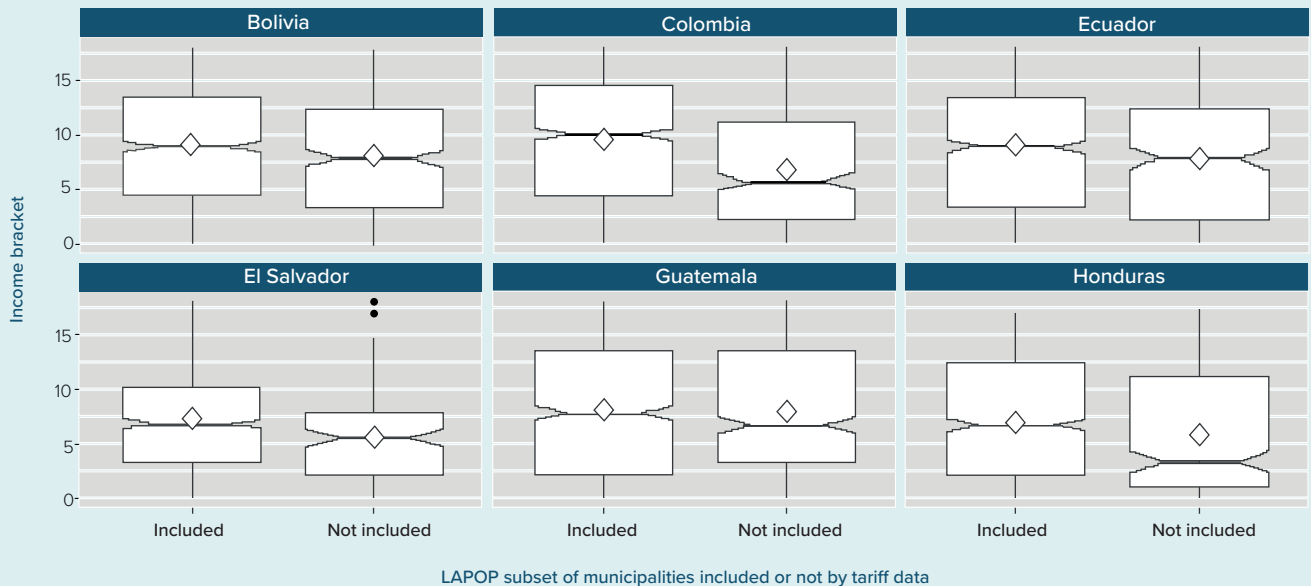 Bolivia
Colombia
Ecuador
15
10
5
0
Income bracket
El Salvador
Guatemala
Honduras
15
10
5
0
Included
Not included
Included
Not included
Included
Not included
LAPOP subset of municipalities included or not by tariff data